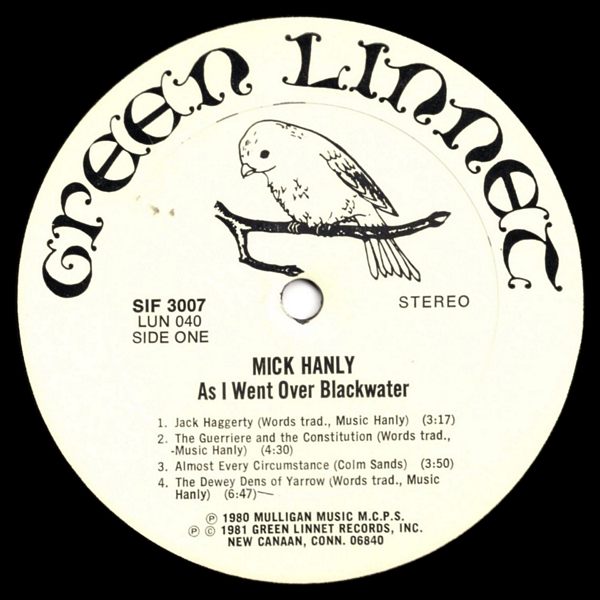 GREEN LINNET
SIF 3007
LUN 040
SIDE ONE
STEREO
MICK HANLY
As I Went Over Blackwater
1. Jack Haggerty (Words trad., Music Hanly) (3:17)
2. The Guerriere and the Constitution (Words trad.,
-Music Hanly) (4:30)
3. Almost Every Circumstance (Colm Sands) (3:50)
4. The Dewey Dens of Yarrow (Words trad., Music
Hanly) (6:47)
℗ 1980 MULLIGAN MUSIC M.C.P.S.
℗ © 1981 GREEN LINNET RECORDS, INC.
NEW CANAAN, CONN. 06840